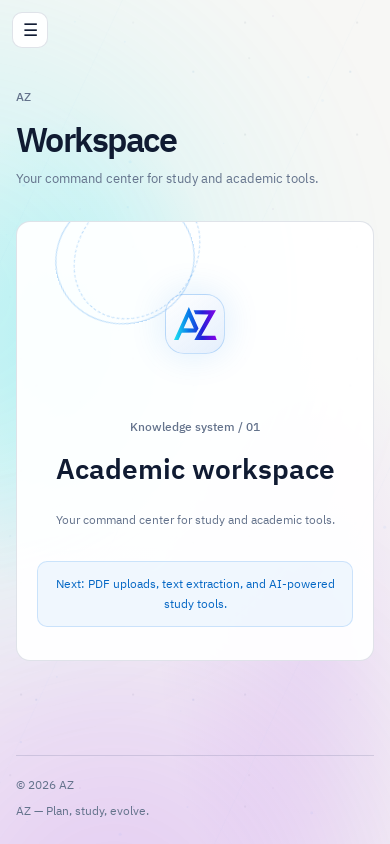 ☰
AZ
Workspace
Your command center for study and academic tools.
AZ
Knowledge system / 01
Academic workspace
Your command center for study and academic tools.
Next: PDF uploads, text extraction, and AI-powered
study tools.
© 2026 AZ
AZ — Plan, study, evolve.